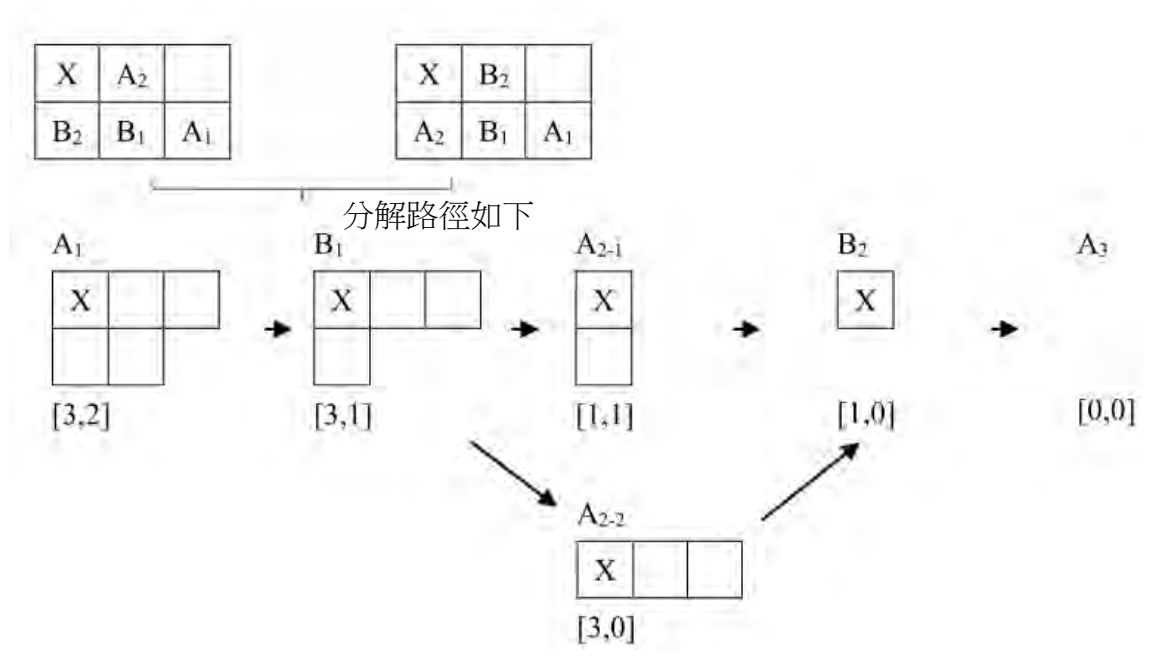 X A₂ X B₂
B₂ B₁ A₁ A₂ B₁ A₁
分解路徑如下
A₁ B₁ A₂₋₁ B₂ A₃
X X X X
[3,2] [3,1] [1,1] [1,0] [0,0]
A₂₋₂
X
[3,0]